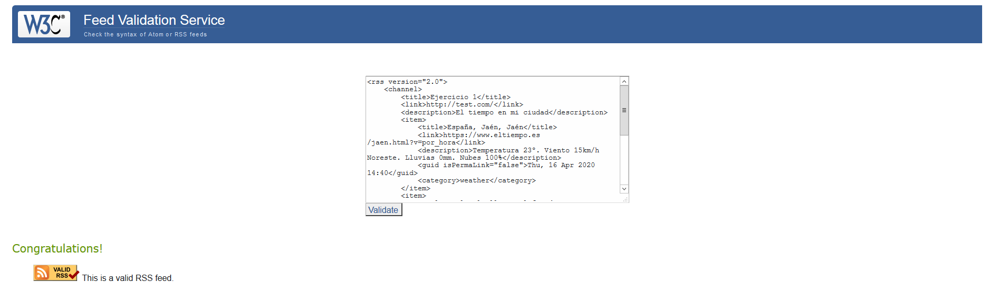 W3C®
Feed Validation Service
Check the syntax of Atom or RSS feeds
<rss version="2.0">
<channel>
<title>Ejercicio 1</title>
<link>http://test.com/</link>
<description>El tiempo en mi ciudad</description>
<item>
<title>España, Jaén, Jaén</title>
<link>https://www.eltiempo.es
/jaen.html?v=por_hora</link>
<description>Temperatura 23º. Viento 15km/h
Noreste. Lluvias 0mm. Nubes 100%</description>
<guid isPermaLink="false">Thu, 16 Apr 2020
14:40</guid>
<category>weather</category>
</item>
<item>
Validate
Congratulations!
VALID
RSS
This is a valid RSS feed.